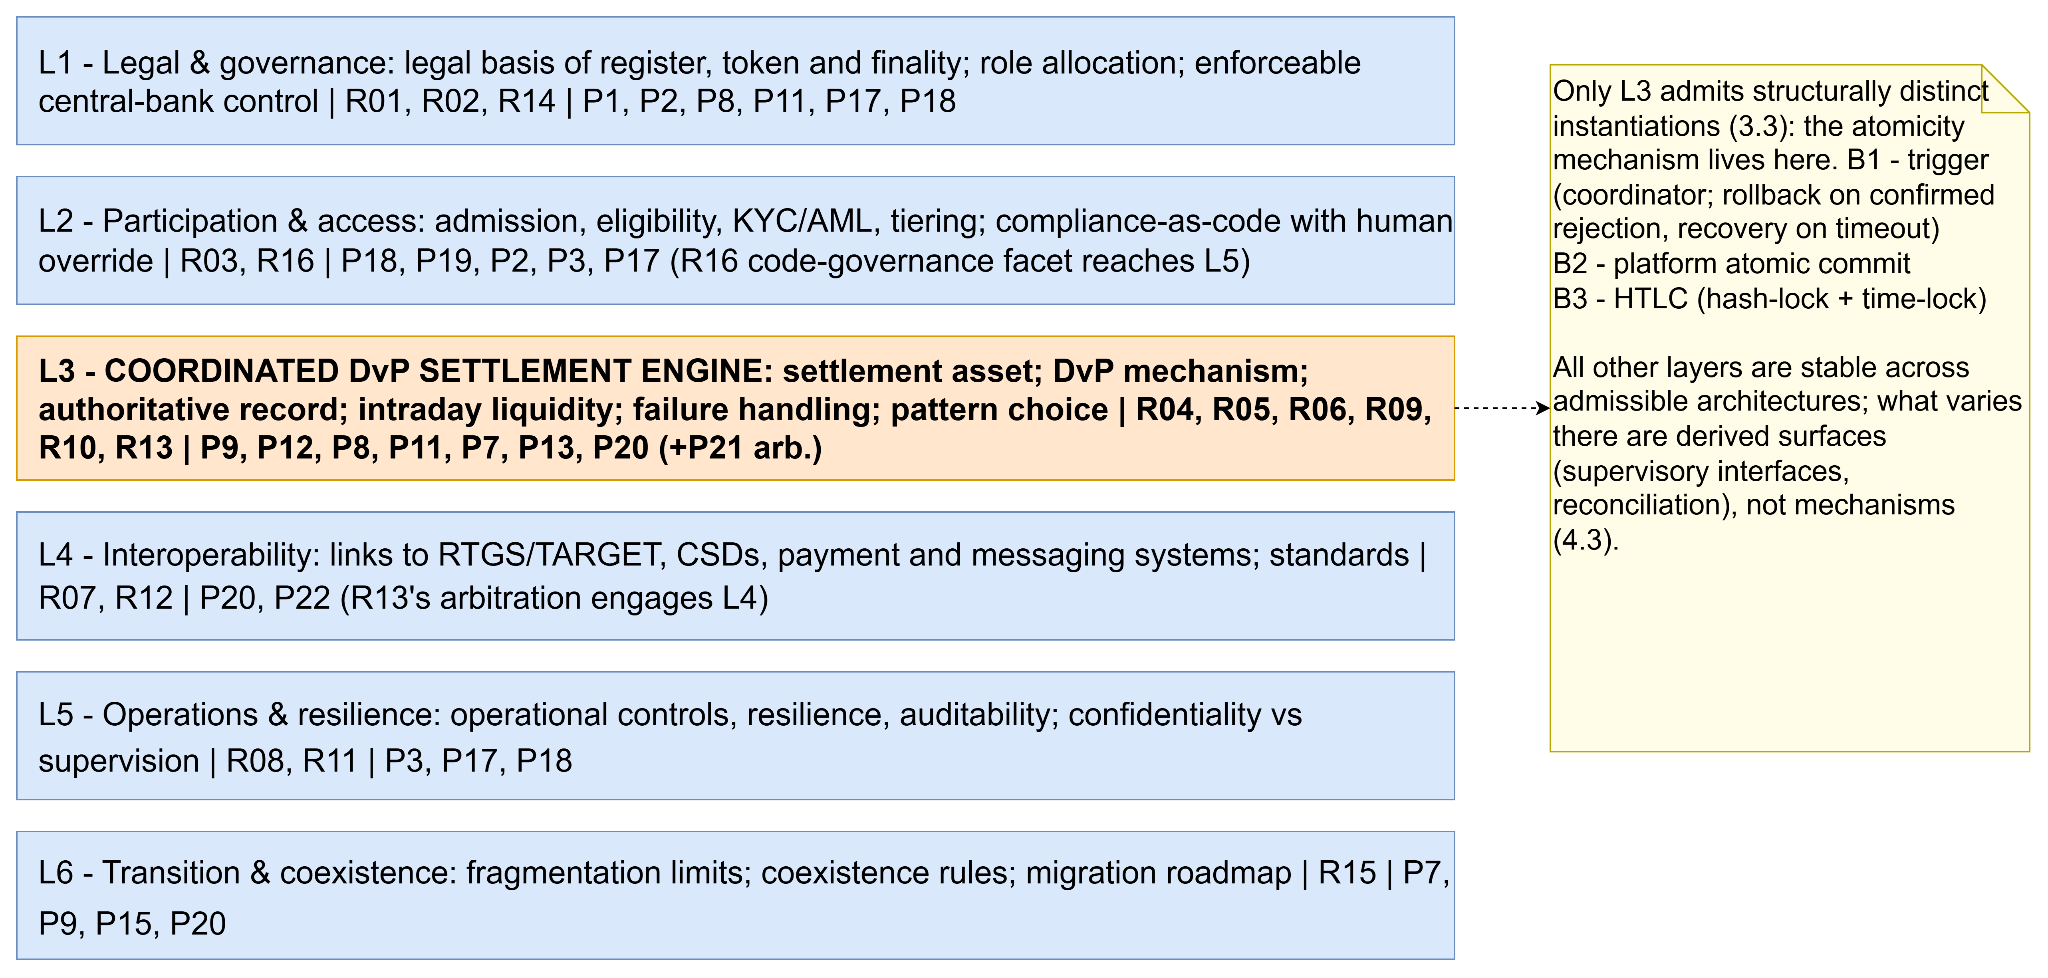 L1 - Legal & governance: legal basis of register, token and finality; role allocation; enforceable
central-bank control | R01, R02, R14 | P1, P2, P8, P11, P17, P18
L2 - Participation & access: admission, eligibility, KYC/AML, tiering; compliance-as-code with human
override | R03, R16 | P18, P19, P2, P3, P17 (R16 code-governance facet reaches L5)
L3 - COORDINATED DvP SETTLEMENT ENGINE: settlement asset; DvP mechanism;
authoritative record; intraday liquidity; failure handling; pattern choice | R04, R05, R06, R09,
R10, R13 | P9, P12, P8, P11, P7, P13, P20 (+P21 arb.)
L4 - Interoperability: links to RTGS/TARGET, CSDs, payment and messaging systems; standards |
R07, R12 | P20, P22 (R13's arbitration engages L4)
L5 - Operations & resilience: operational controls, resilience, auditability; confidentiality vs
supervision | R08, R11 | P3, P17, P18
L6 - Transition & coexistence: fragmentation limits; coexistence rules; migration roadmap | R15 | P7,
P9, P15, P20
Only L3 admits structurally distinct
instantiations (3.3): the atomicity
mechanism lives here. B1 - trigger
(coordinator; rollback on confirmed
rejection, recovery on timeout)
B2 - platform atomic commit
B3 - HTLC (hash-lock + time-lock)
All other layers are stable across
admissible architectures; what varies
there are derived surfaces
(supervisory interfaces,
reconciliation), not mechanisms
(4.3).